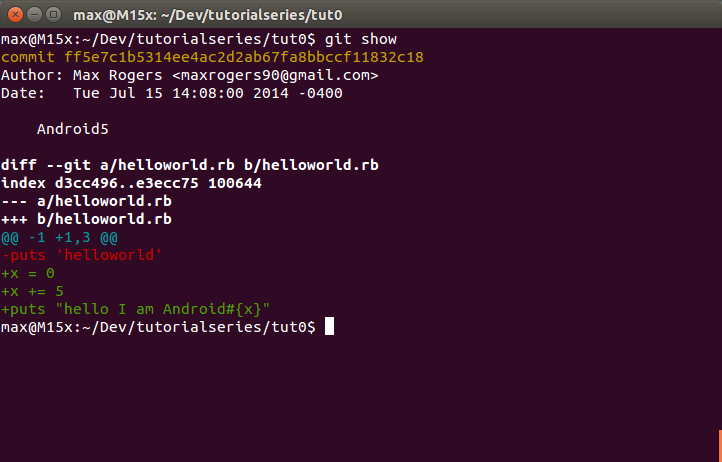 max@M15x: ~/Dev/tutorialseries/tut0
max@M15x:~/Dev/tutorialseries/tut0$ git show
commit ff5e7c1b5314ee4ac2d2ab67fa8bbccf11832c18
Author: Max Rogers <maxrogers90@gmail.com>
Date:   Tue Jul 15 14:08:00 2014 -0400
    Android5
diff --git a/helloworld.rb b/helloworld.rb
index d3cc496..e3ecc75 100644
--- a/helloworld.rb
+++ b/helloworld.rb
@@ -1 +1,3 @@
-puts 'helloworld'
+x = 0
+x += 5
+puts "hello I am Android#{x}"
max@M15x:~/Dev/tutorialseries/tut0$